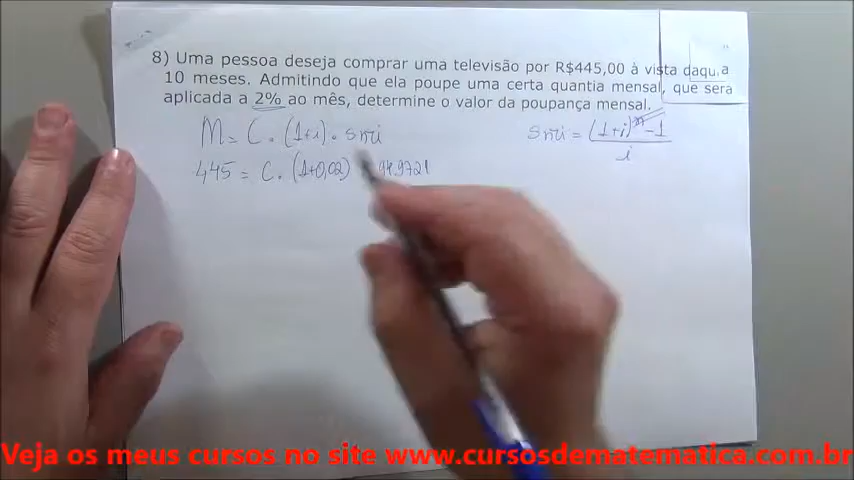 8) Uma pessoa deseja comprar uma televisão por R$445,00 à vista daqui a
10 meses. Admitindo que ela poupe uma certa quantia mensal, que será
aplicada a 2% ao mês, determine o valor da poupança mensal.
M = C . (1+i) . sn┐i sn┐i = (1+i)^n - 1
i
445 = C . (1+0,02)
Veja os meus cursos no site www.cursosdematematica.com.br